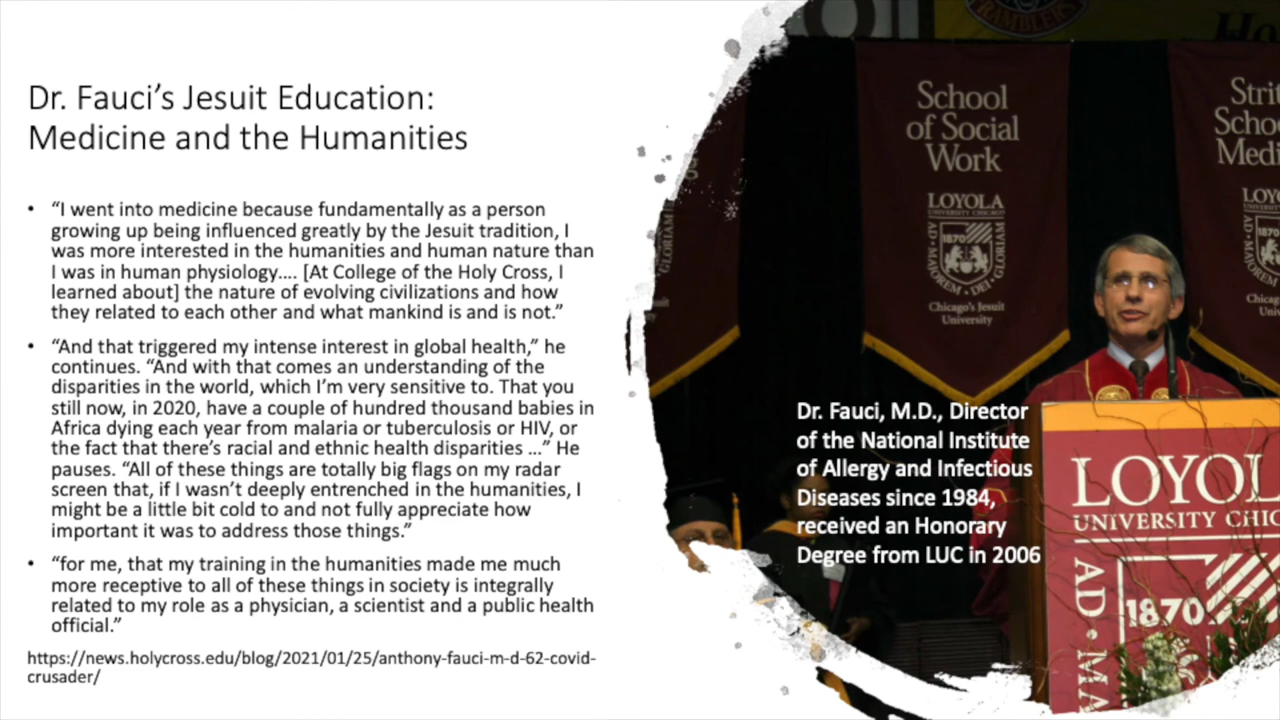 Dr. Fauci’s Jesuit Education:
Medicine and the Humanities
• “I went into medicine because fundamentally as a person
growing up being influenced greatly by the Jesuit tradition, I
was more interested in the humanities and human nature than
I was in human physiology…. [At College of the Holy Cross, I
learned about] the nature of evolving civilizations and how
they related to each other and what mankind is and is not.”
• “And that triggered my intense interest in global health,” he
continues. “And with that comes an understanding of the
disparities in the world, which I’m very sensitive to. That you
still now, in 2020, have a couple of hundred thousand babies in
Africa dying each year from malaria or tuberculosis or HIV, or
the fact that there’s racial and ethnic health disparities …” He
pauses. “All of these things are totally big flags on my radar
screen that, if I wasn’t deeply entrenched in the humanities, I
might be a little bit cold to and not fully appreciate how
important it was to address those things.”
• “for me, that my training in the humanities made me much
more receptive to all of these things in society is integrally
related to my role as a physician, a scientist and a public health
official.”
https://news.holycross.edu/blog/2021/01/25/anthony-fauci-m-d-62-covid-
crusader/
RAMBLERS
School
of Social
Work
LOYOLA
UNIVERSITY CHICAGO
1870
AD • MAJOREM • DEI •
GLORIAM
Chicago's Jesuit
University
Strit
Schoo
Medi
LOYO
Chicag
Univ
Dr. Fauci, M.D., Director
of the National Institute
of Allergy and Infectious
Diseases since 1984,
received an Honorary
Degree from LUC in 2006
LOYOL
UNIVERSITY CHIC
1870
AD • MA